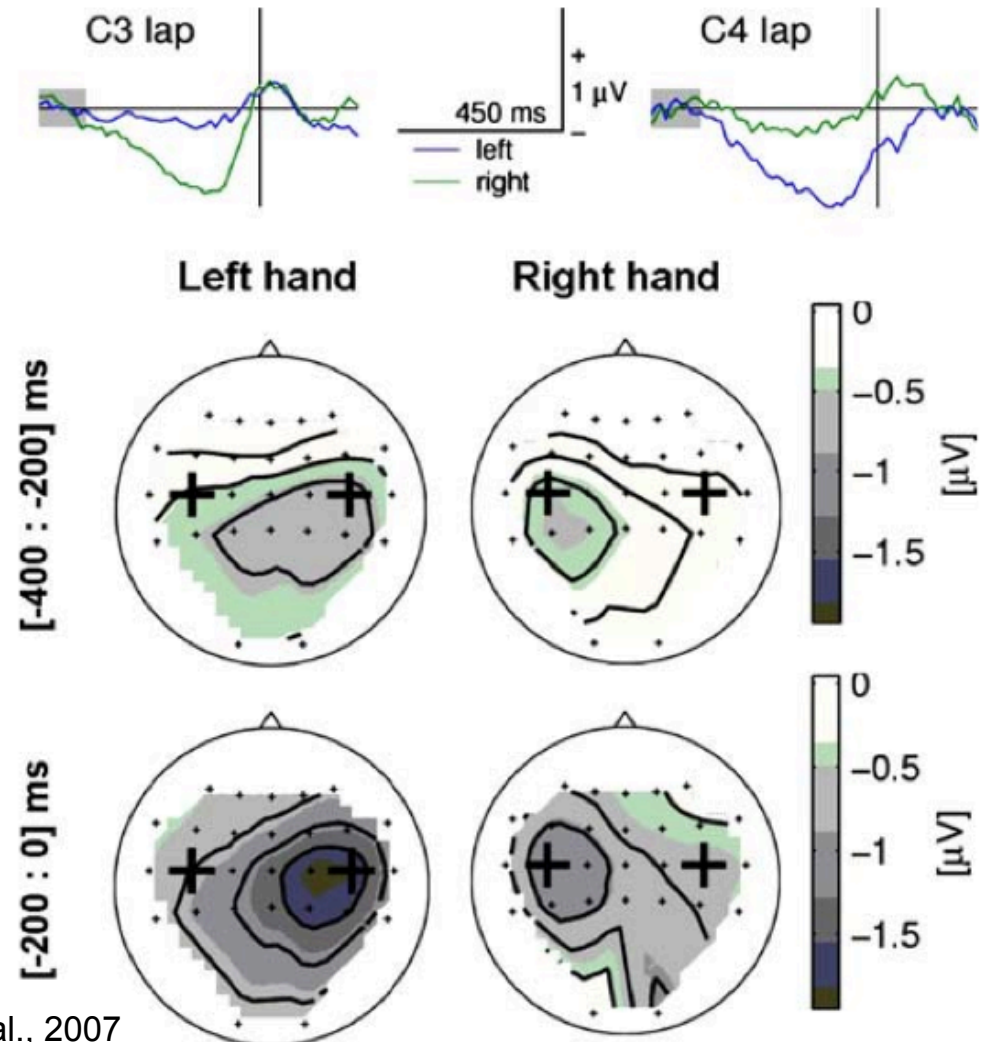 C3 lap
C4 lap
+
1 μV
450 ms
−
left
right
Left hand
Right hand
[-400 : -200] ms
0
−0.5
−1
−1.5
[μV]
[-200 : 0] ms
0
−0.5
−1
−1.5
[μV]
al., 2007